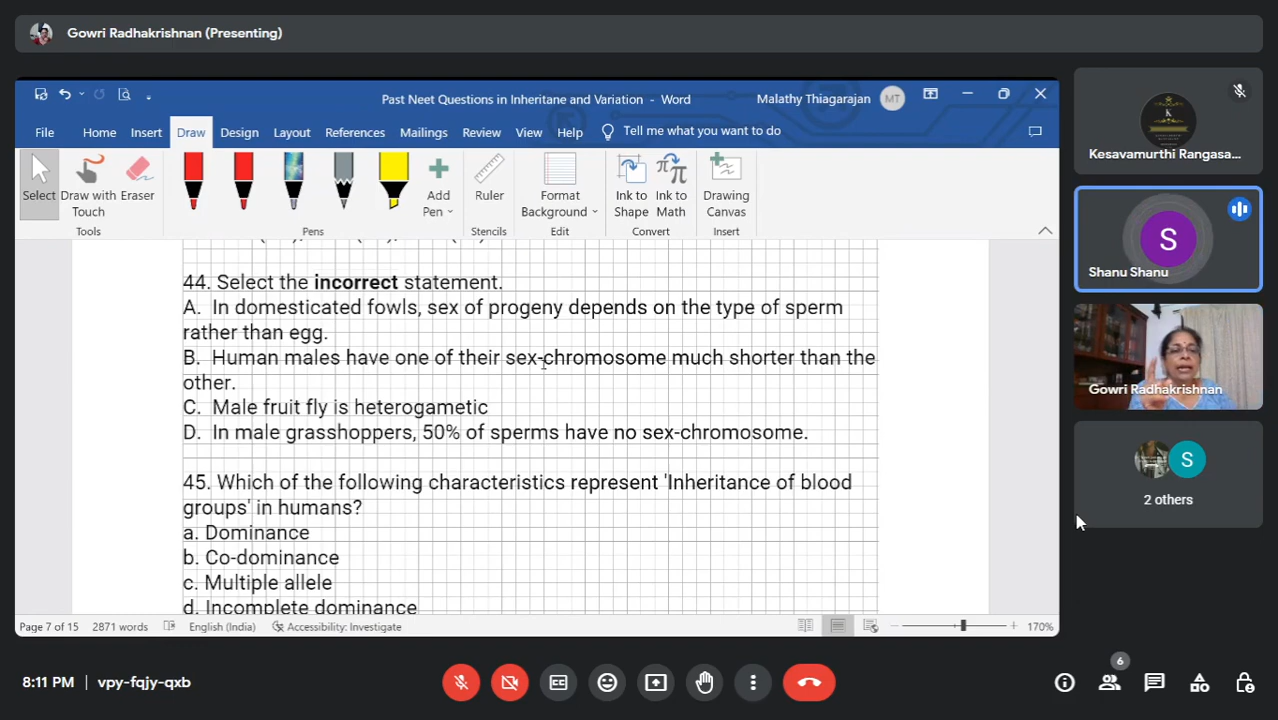 Gowri Radhakrishnan (Presenting)
Past Neet Questions in Inheritane and Variation - Word
Malathy Thiagarajan
MT
File Home Insert Draw Design Layout References Mailings Review View Help Tell me what you want to do
Select
Draw with Touch
Eraser
Add Pen
Ruler
Format Background
Ink to Shape
Ink to Math
Drawing Canvas
Tools
Pens
Stencils
Edit
Convert
Insert
44. Select the incorrect statement.
A. In domesticated fowls, sex of progeny depends on the type of sperm
rather than egg.
B. Human males have one of their sex-chromosome much shorter than the
other.
C. Male fruit fly is heterogametic
D. In male grasshoppers, 50% of sperms have no sex-chromosome.
45. Which of the following characteristics represent 'Inheritance of blood
groups' in humans?
a. Dominance
b. Co-dominance
c. Multiple allele
d. Incomplete dominance
Page 7 of 15 2871 words English (India) Accessibility: Investigate 170%
K
Kesavamurthi Rangasa...
S
Shanu Shanu
Gowri Radhakrishnan
S
2 others
8:11 PM | vpy-fqjy-qxb
6